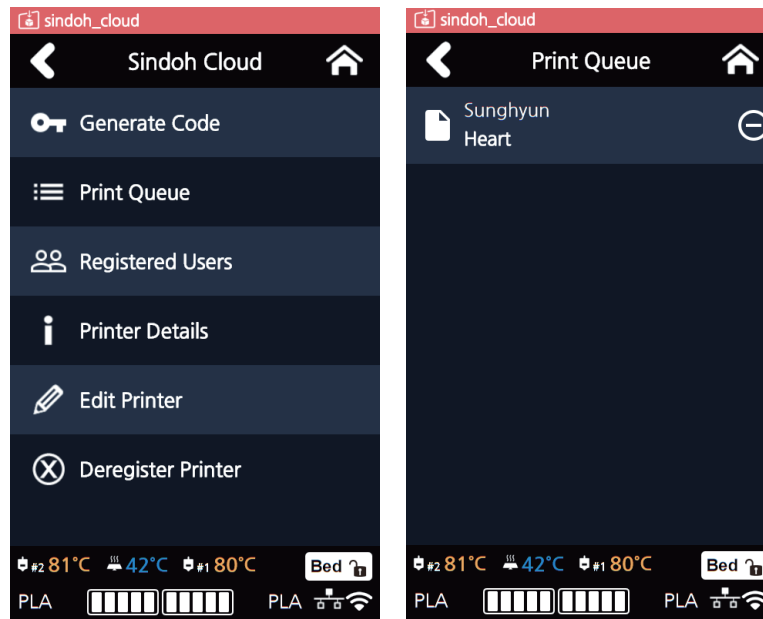 sindoh_cloud
Sindoh Cloud
Generate Code
Print Queue
Registered Users
Printer Details
Edit Printer
Deregister Printer
#2 81°C 42°C #1 80°C Bed
PLA PLA
sindoh_cloud
Print Queue
Sunghyun
Heart
#2 81°C 42°C #1 80°C Bed
PLA PLA